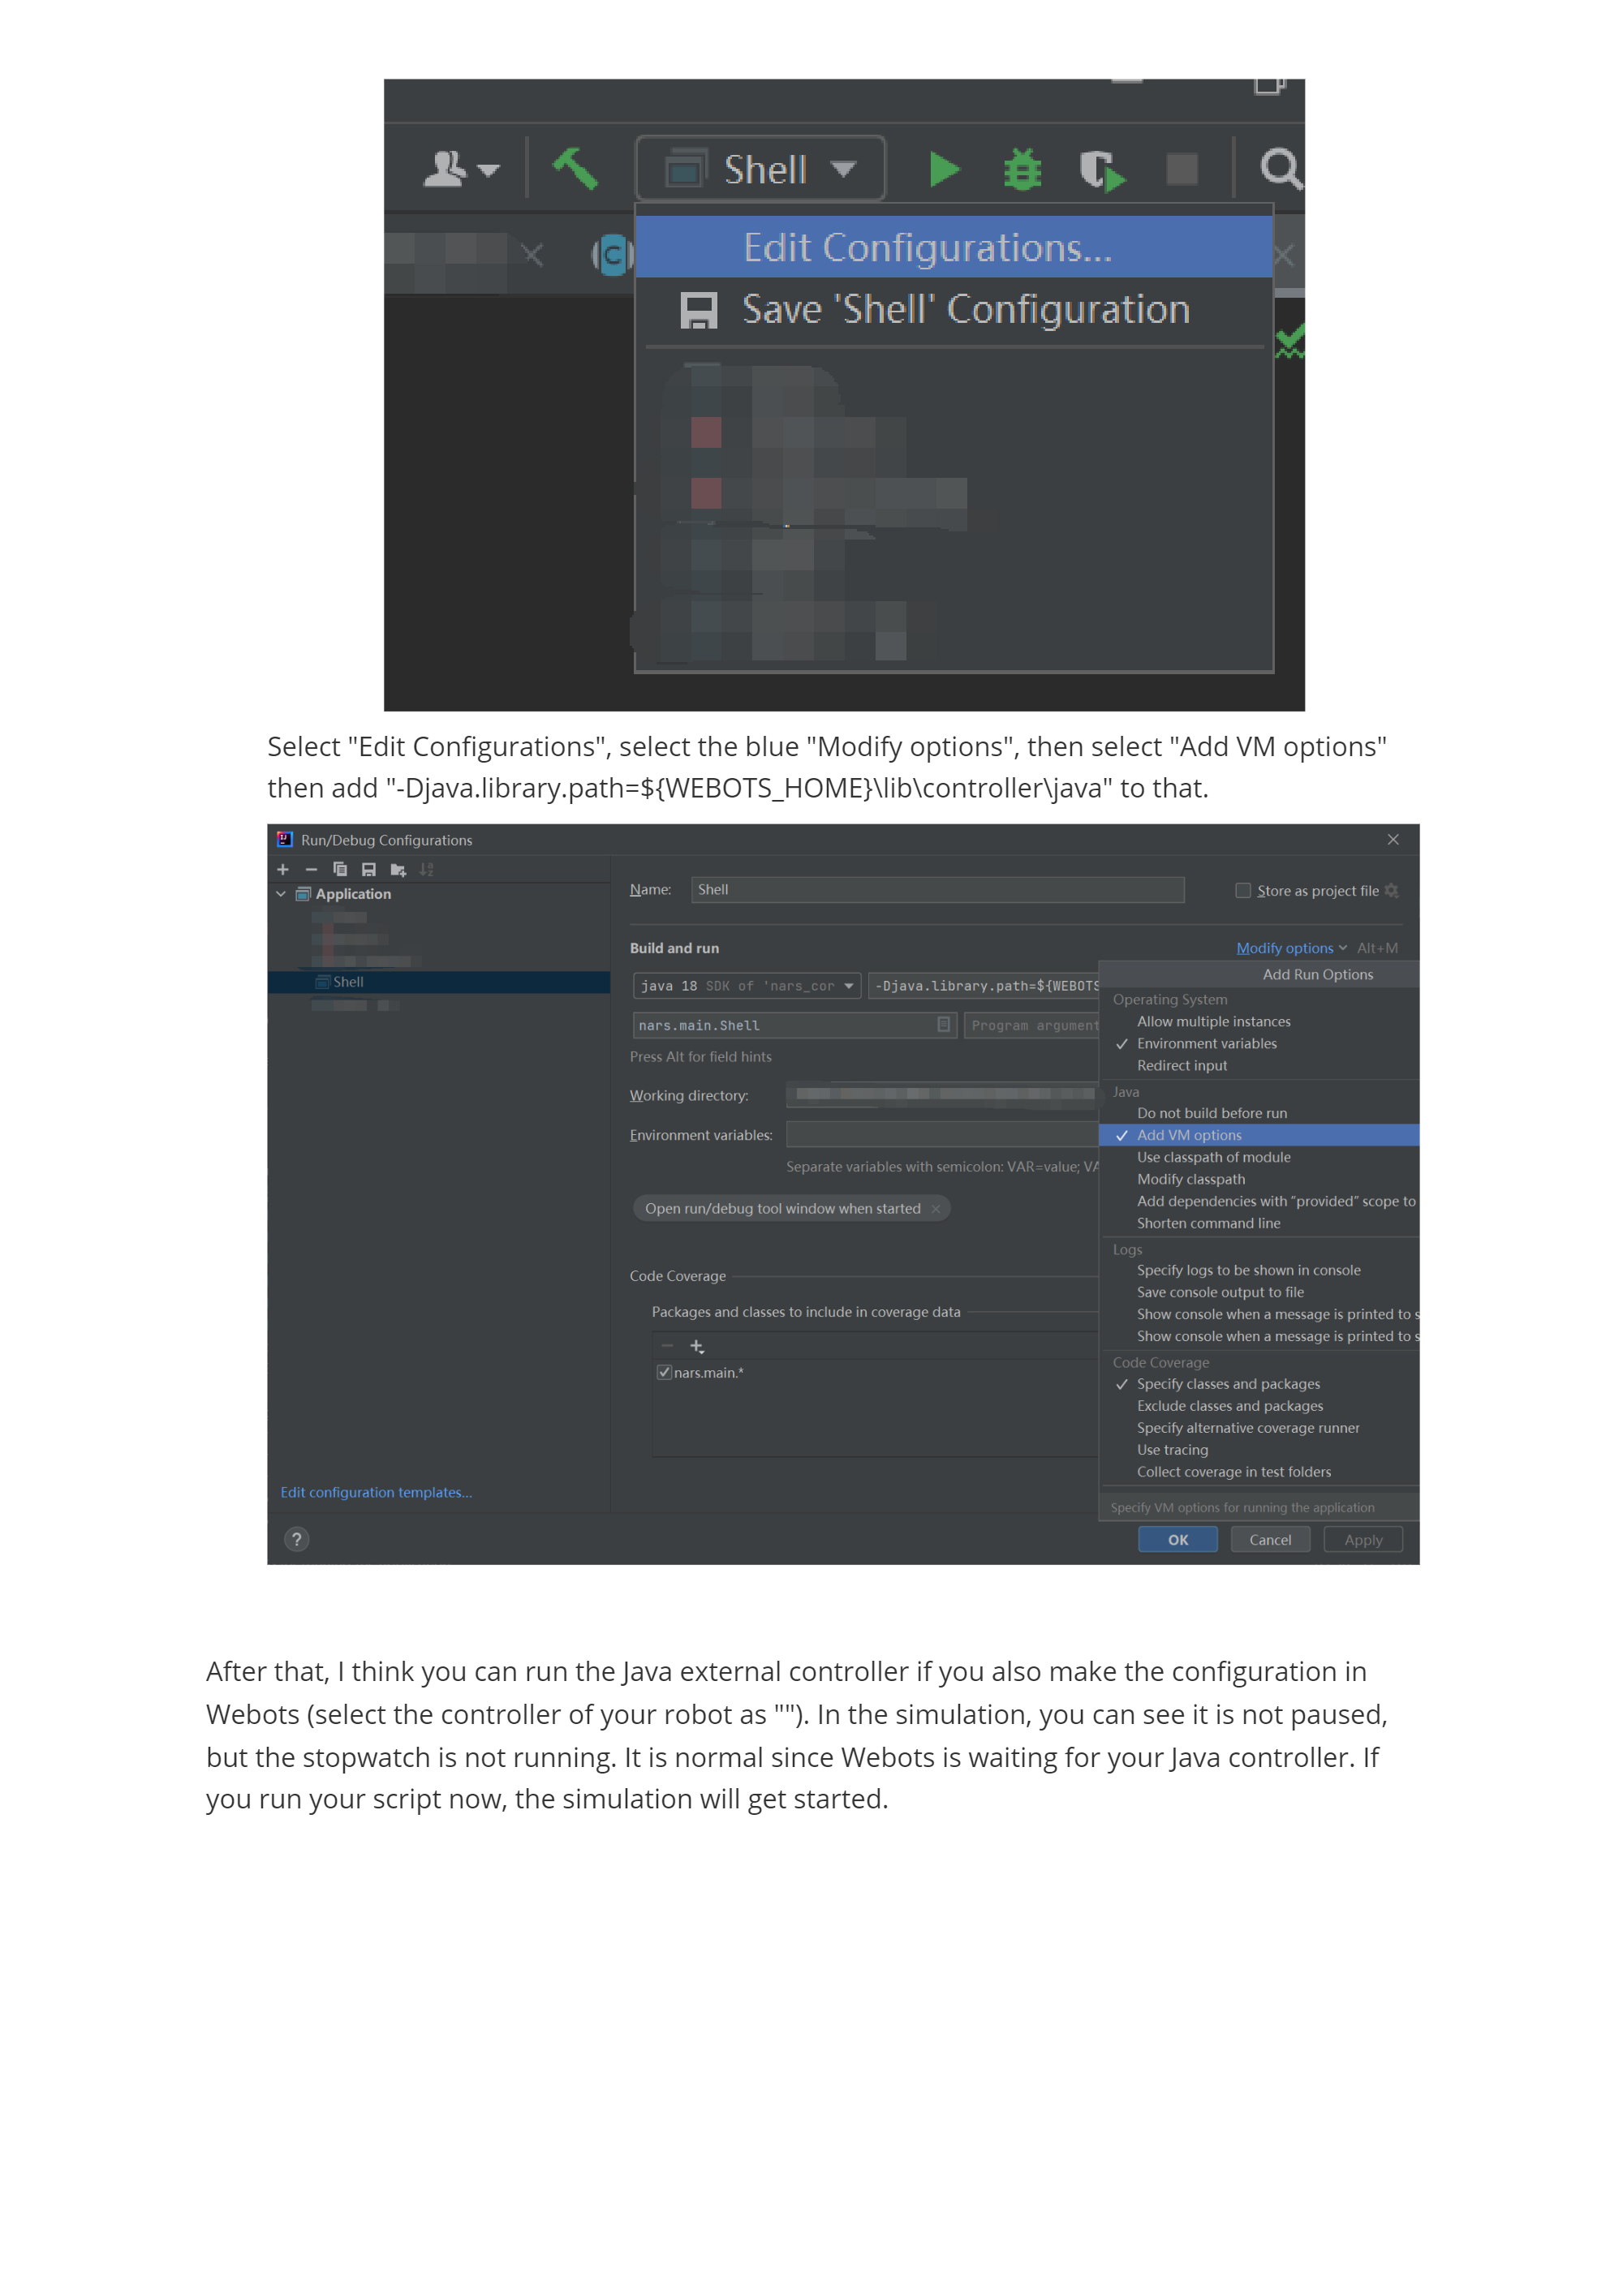 Shell
Edit Configurations...
Save 'Shell' Configuration
Select "Edit Configurations", select the blue "Modify options", then select "Add VM options"
then add "-Djava.library.path=${WEBOTS_HOME}\lib\controller\java" to that.
Run/Debug Configurations
Application
Shell
Edit configuration templates...
Name: Shell
Store as project file
Build and run
Modify options Alt+M
java 18 SDK of 'nars_cor
-Djava.library.path=${WEBOTS
nars.main.Shell
Program argument
Press Alt for field hints
Working directory:
Environment variables:
Separate variables with semicolon: VAR=value; VA
Open run/debug tool window when started
Code Coverage
Packages and classes to include in coverage data
nars.main.*
Add Run Options
Operating System
Allow multiple instances
Environment variables
Redirect input
Java
Do not build before run
Add VM options
Use classpath of module
Modify classpath
Add dependencies with “provided” scope to
Shorten command line
Logs
Specify logs to be shown in console
Save console output to file
Show console when a message is printed to s
Show console when a message is printed to s
Code Coverage
Specify classes and packages
Exclude classes and packages
Specify alternative coverage runner
Use tracing
Collect coverage in test folders
Specify VM options for running the application
?
OK
Cancel
Apply
After that, I think you can run the Java external controller if you also make the configuration in
Webots (select the controller of your robot as ""). In the simulation, you can see it is not paused,
but the stopwatch is not running. It is normal since Webots is waiting for your Java controller. If
you run your script now, the simulation will get started.